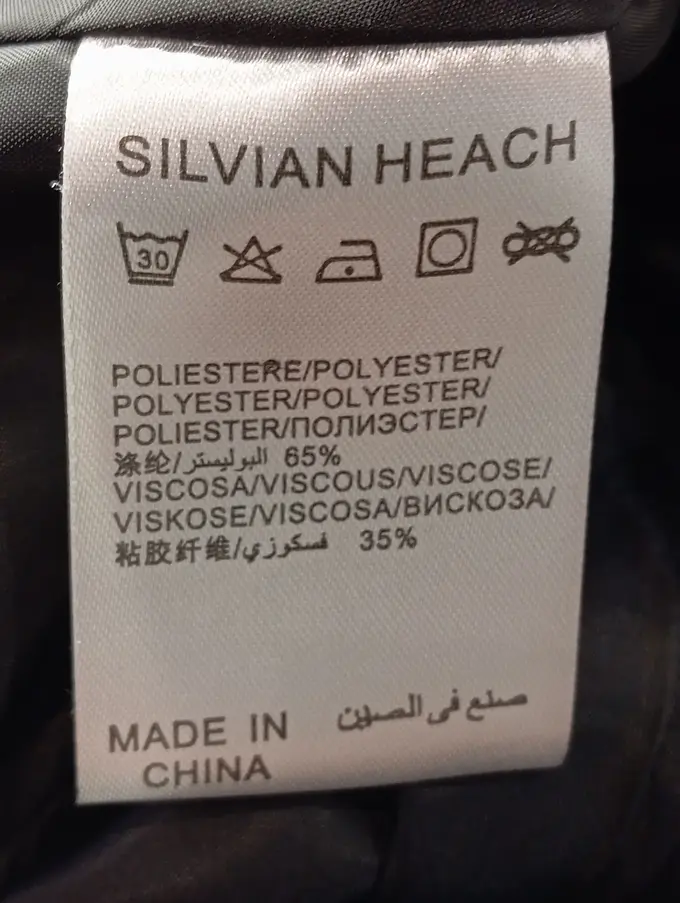 SILVIAN HEACH
30
POLIESTERE/POLYESTER/
POLYESTER/POLYESTER/
POLIESTER/ПОЛИЭСТЕР/
涤纶/البوليستر 65%
VISCOSA/VISCOUS/VISCOSE/
VISKOSE/VISCOSA/ВИСКОЗА/
粘胶纤维/فسكوزي 35%
صنع في الصين
MADE IN
CHINA